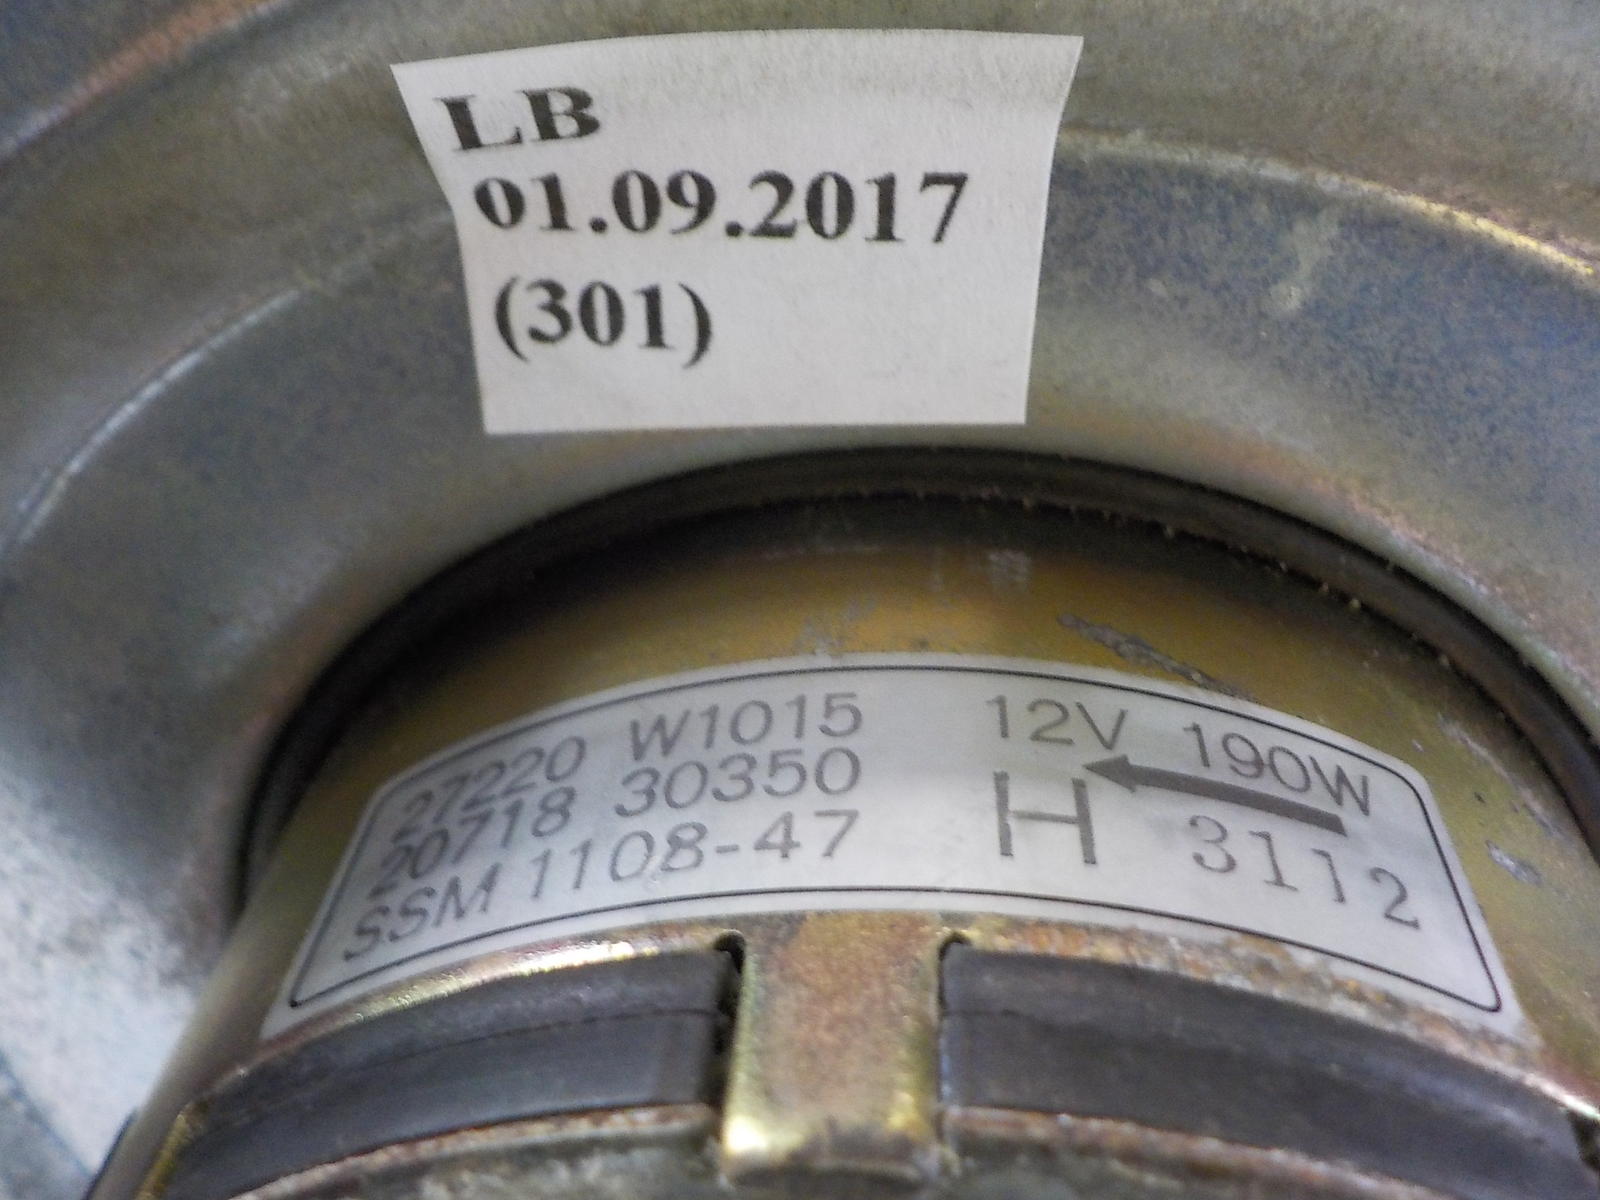 LB
01.09.2017
(301)
27220 W1015
20718 30350
SSM 1108-47
12V 190W
H 3112